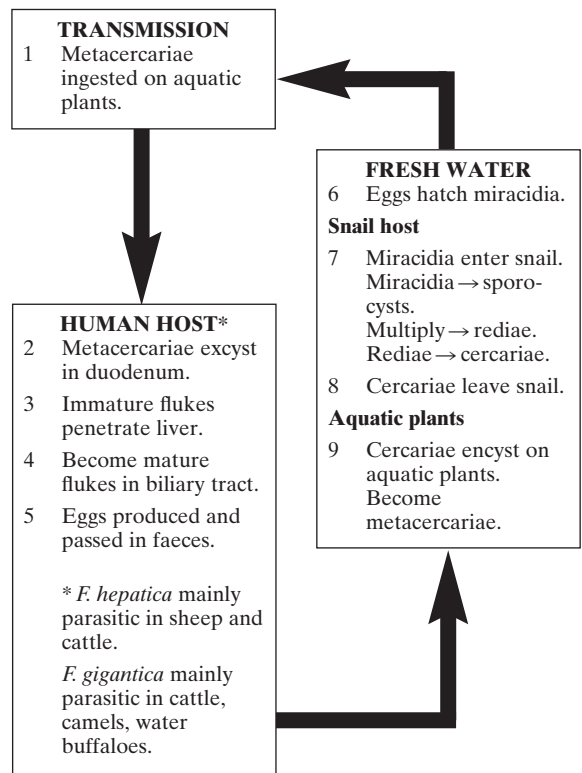 TRANSMISSION
1 Metacercariae
ingested on aquatic
plants.
HUMAN HOST*
2 Metacercariae excyst
in duodenum.
3 Immature flukes
penetrate liver.
4 Become mature
flukes in biliary tract.
5 Eggs produced and
passed in faeces.
* F. hepatica mainly
parasitic in sheep and
cattle.
F. gigantica mainly
parasitic in cattle,
camels, water
buffaloes.
FRESH WATER
6 Eggs hatch miracidia.
Snail host
7 Miracidia enter snail.
Miracidia → sporo-
cysts.
Multiply → rediae.
Rediae → cercariae.
8 Cercariae leave snail.
Aquatic plants
9 Cercariae encyst on
aquatic plants.
Become
metacercariae.